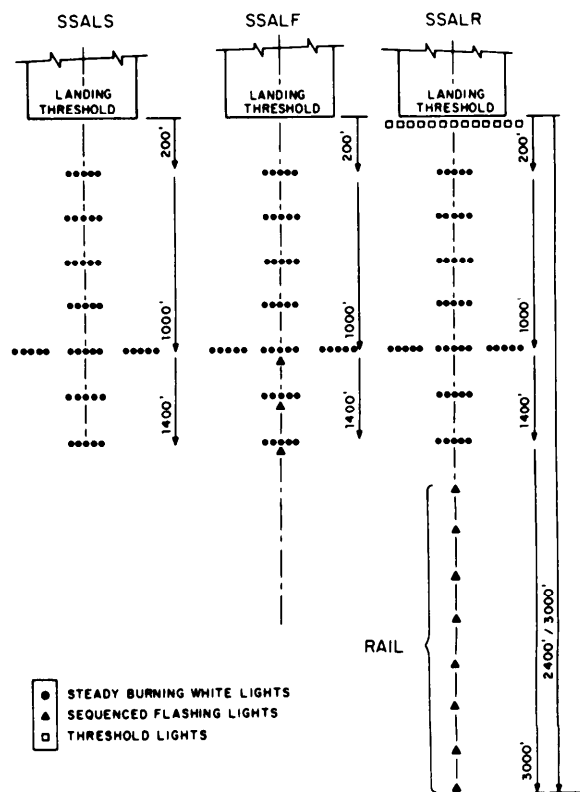 SSALS
SSALF
SSALR
LANDING
THRESHOLD
LANDING
THRESHOLD
LANDING
THRESHOLD
200'
200'
200'
1000'
1000'
1000'
1400'
1400'
1400'
RAIL
2400' / 3000'
3000'
STEADY BURNING WHITE LIGHTS
SEQUENCED FLASHING LIGHTS
THRESHOLD LIGHTS